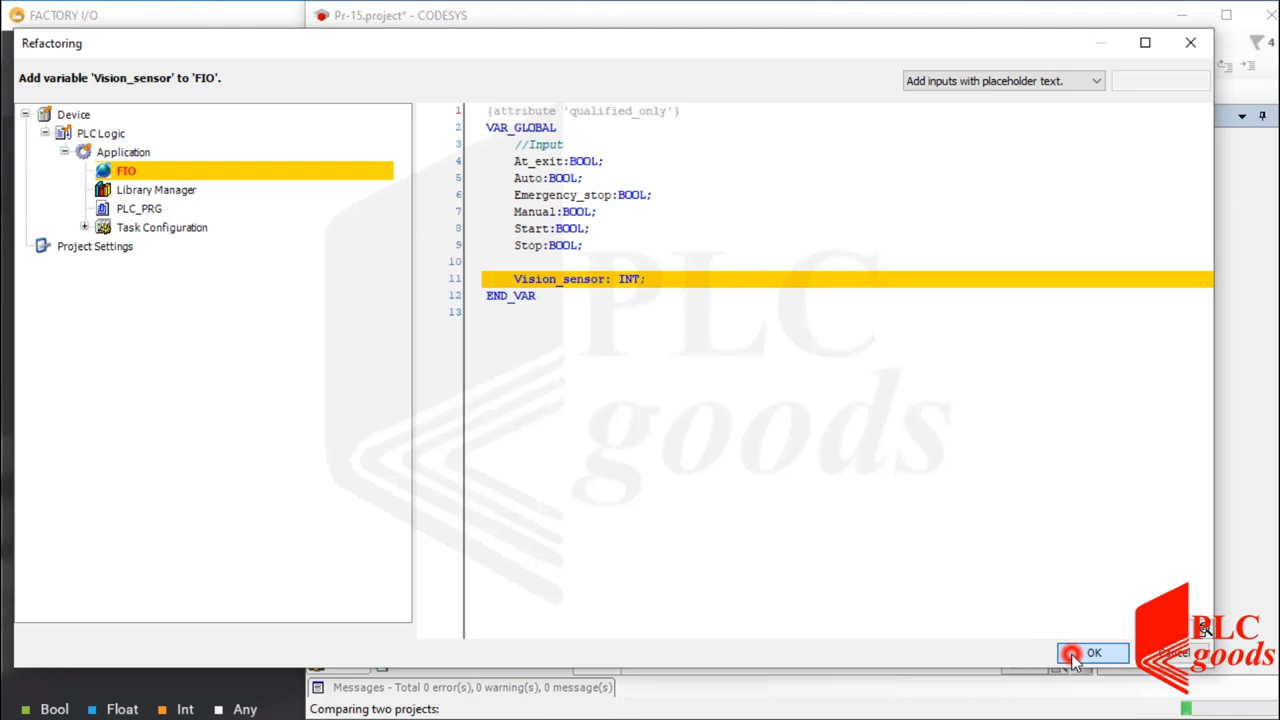 FACTORY I/O
Pr-15.project* - CODESYS
4
Refactoring
Add variable 'Vision_sensor' to 'FIO'.
Add inputs with placeholder text.
Device
PLC Logic
Application
FIO
Library Manager
PLC_PRG
Task Configuration
Project Settings
1 {attribute 'qualified_only'}
2 VAR_GLOBAL
3 //Input
4 At_exit:BOOL;
5 Auto:BOOL;
6 Emergency_stop:BOOL;
7 Manual:BOOL;
8 Start:BOOL;
9 Stop:BOOL;
10
11 Vision_sensor: INT;
12 END_VAR
13
PLC
goods
OK
Cancel
PLC
goods
Messages - Total 0 error(s), 0 warning(s), 0 message(s)
Bool Float Int Any
Comparing two projects: